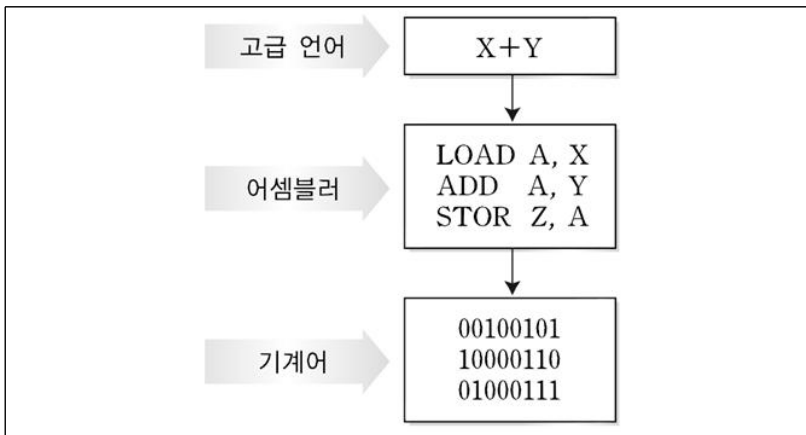 고급 언어
X+Y
어셈블러
LOAD A, X
ADD A, Y
STOR Z, A
기계어
00100101
10000110
01000111